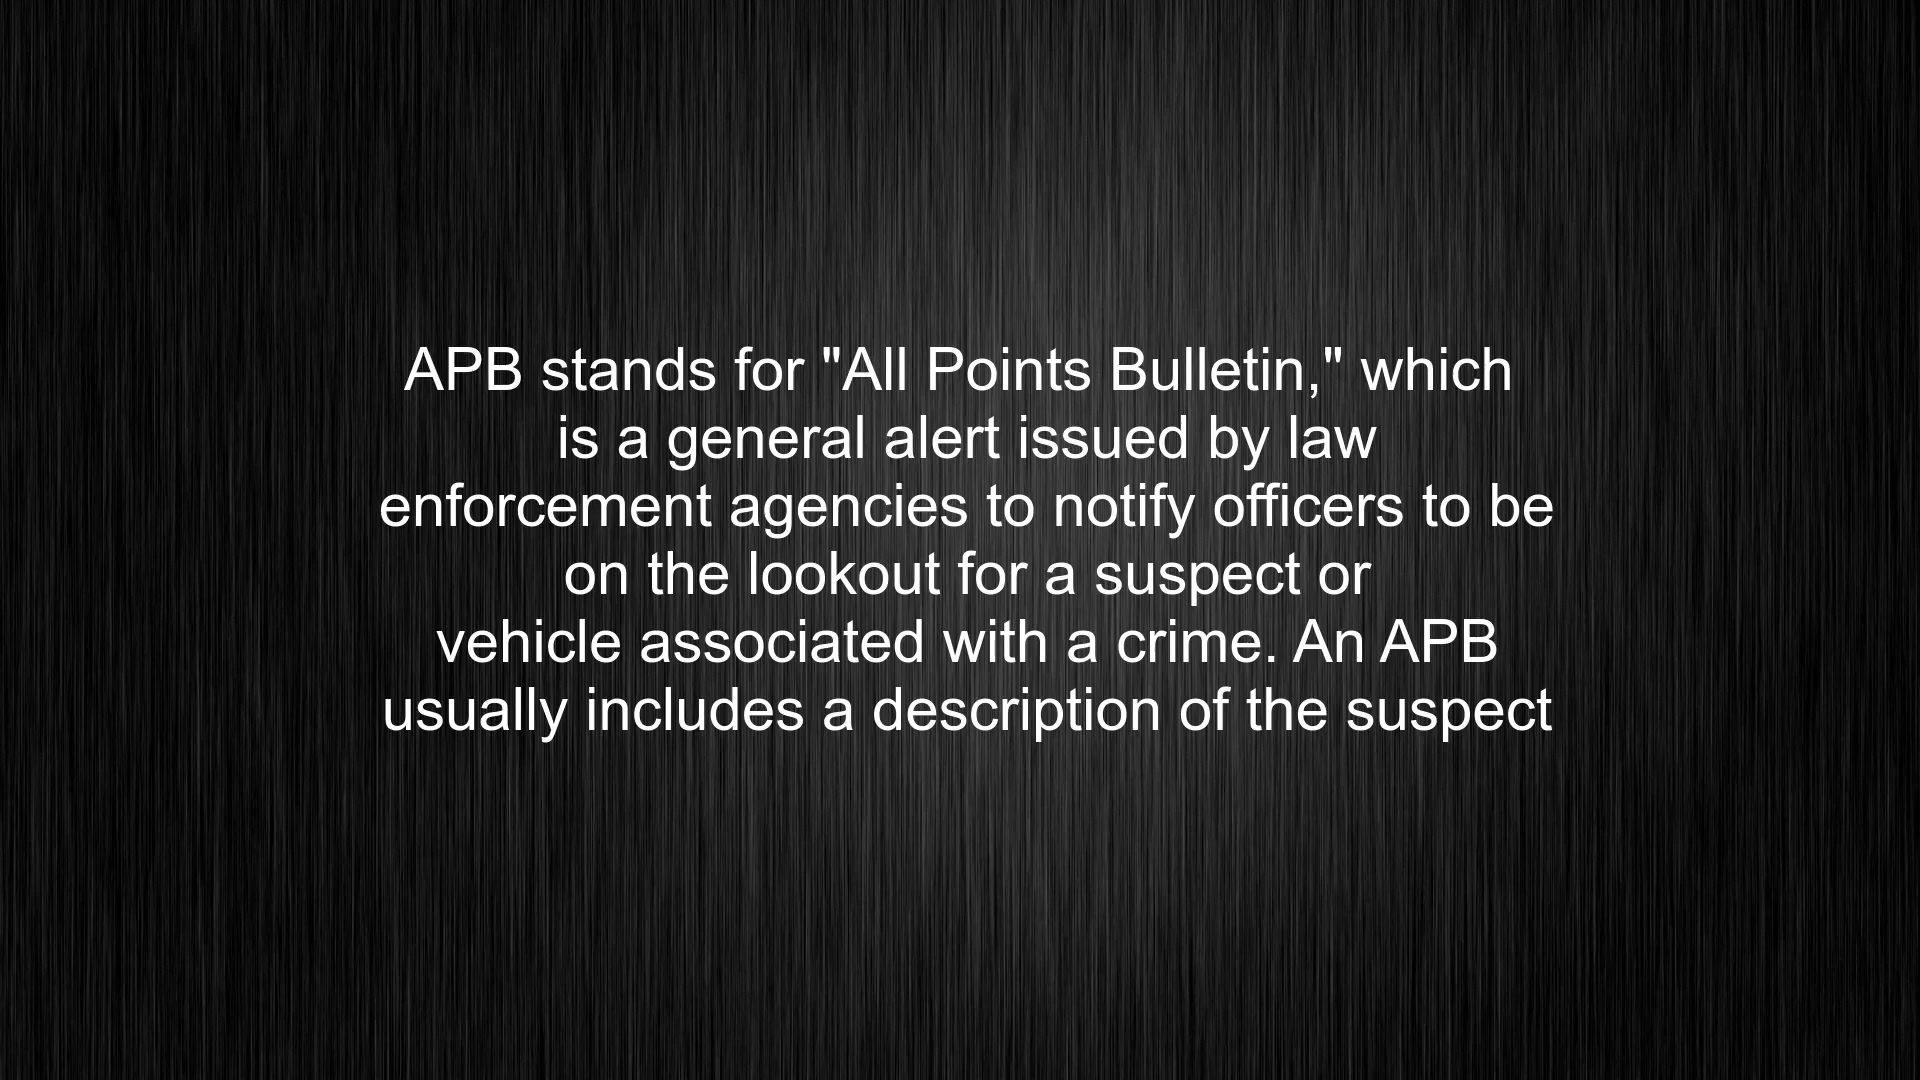 APB stands for "All Points Bulletin," which
is a general alert issued by law
enforcement agencies to notify officers to be
on the lookout for a suspect or
vehicle associated with a crime. An APB
usually includes a description of the suspect